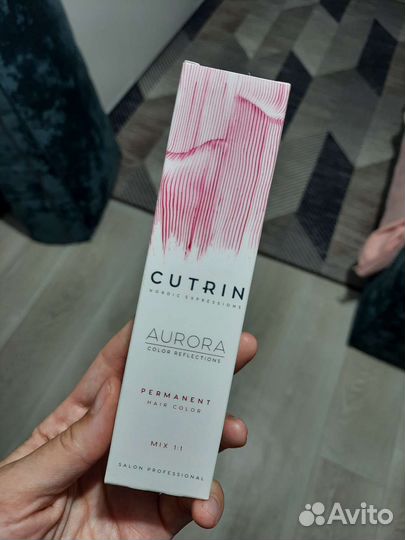 CUTRIN
NORDIC EXPRESSIONS
AURORA
COLOR REFLECTIONS
PERMANENT
HAIR COLOR
MIX 1:1
SALON PROFESSIONAL
Avito